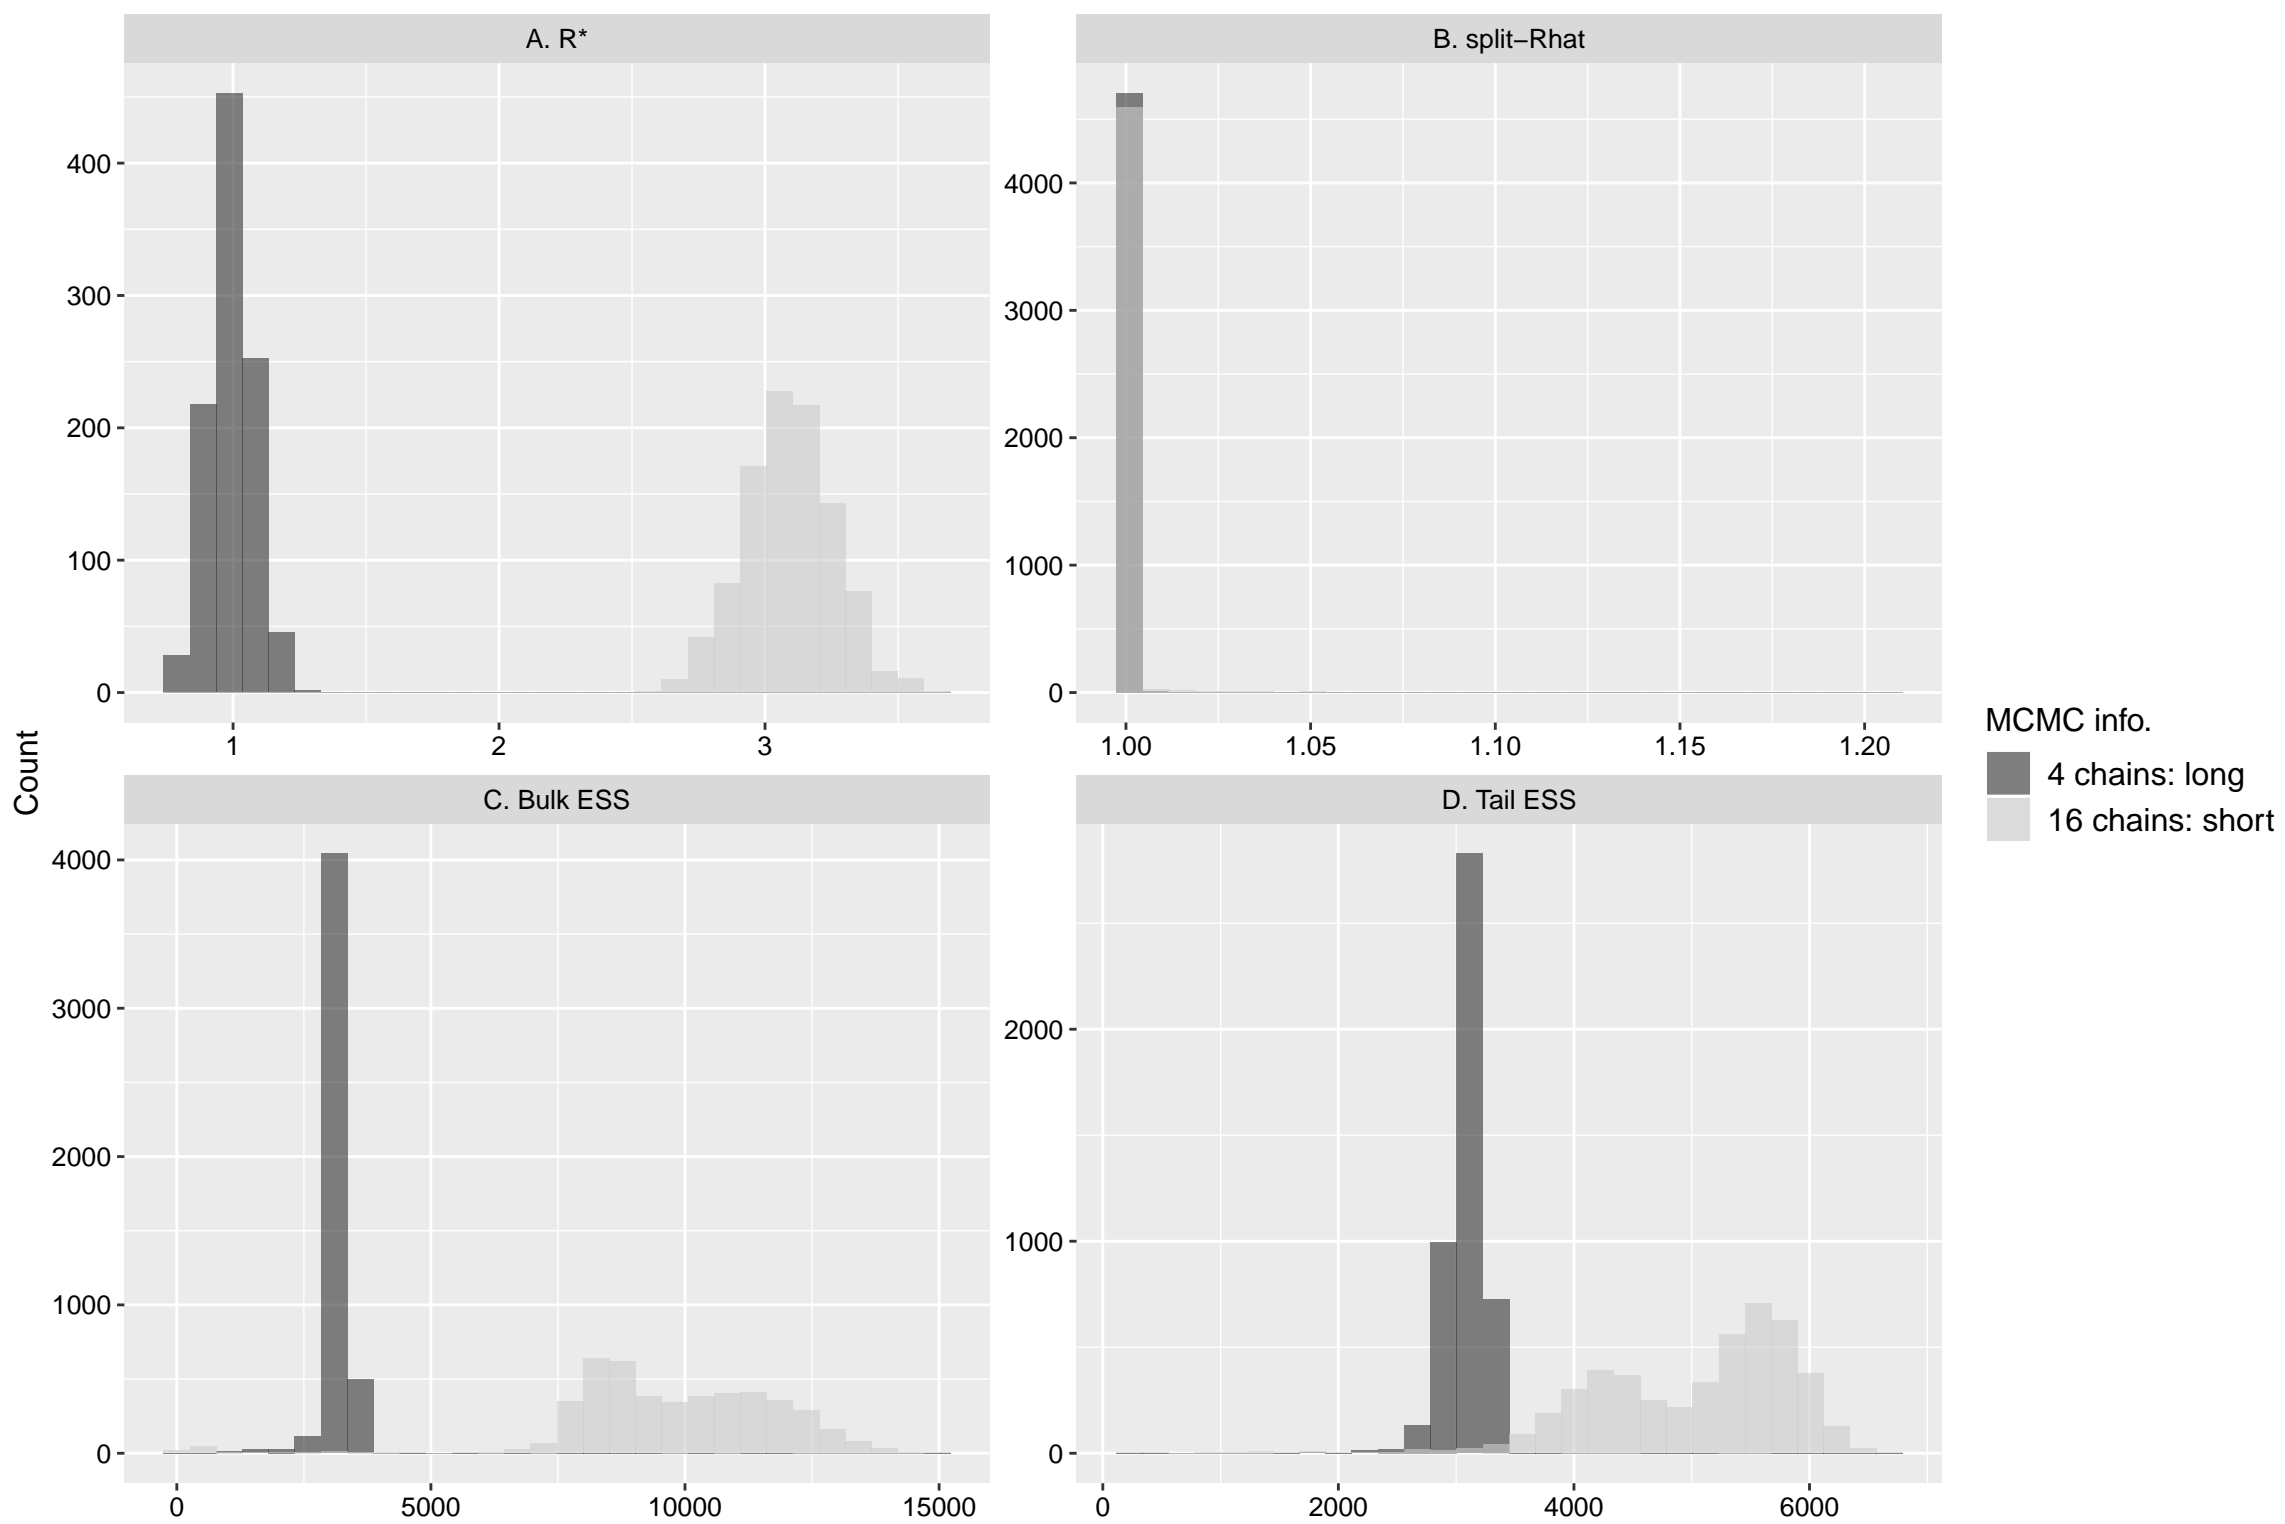 A. R*
B. split−Rhat
400
300
200
100
0
1 2 3
4000
3000
2000
1000
0
1.00 1.05 1.10 1.15 1.20
Count
C. Bulk ESS
D. Tail ESS
4000
3000
2000
1000
0
0 5000 10000 15000
2000
1000
0
0 2000 4000 6000
MCMC info.
4 chains: long
16 chains: short